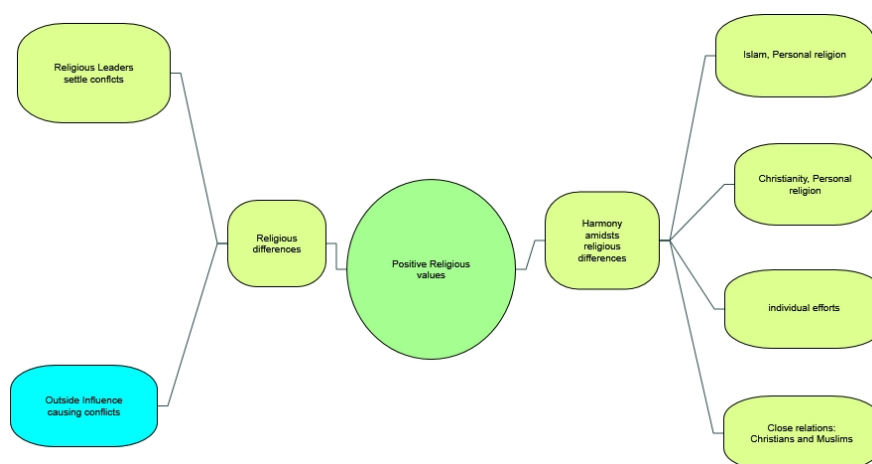 Religious Leaders
settle conflcts
Islam, Personal religion
Christianity, Personal
religion
Religious
differences
Positive Religious
values
Harmony
amidsts
religious
differences
individual efforts
Outside Influence
causing conflicts
Close relations:
Christians and Muslims